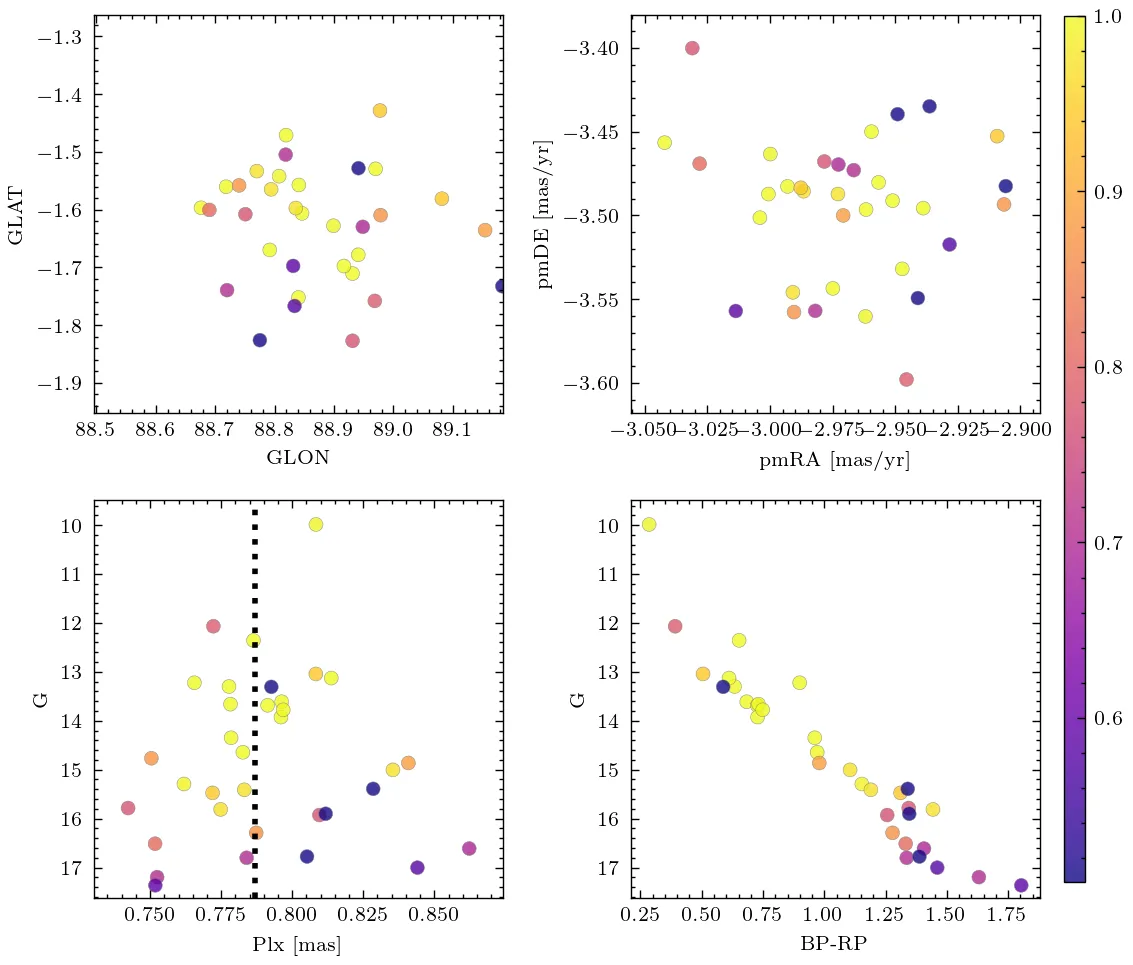 −1.3
−1.4
−1.5
−1.6
−1.7
−1.8
−1.9
GLAT
88.5 88.6 88.7 88.8 88.9 89.0 89.1
GLON
−3.40
−3.45
−3.50
−3.55
−3.60
pmDE [mas/yr]
−3.050 −3.025 −3.000 −2.975 −2.950 −2.925 −2.900
pmRA [mas/yr]
1.0
0.9
0.8
0.7
0.6
10
11
12
13
14
15
16
17
G
0.750 0.775 0.800 0.825 0.850
Plx [mas]
10
11
12
13
14
15
16
17
G
0.25 0.50 0.75 1.00 1.25 1.50 1.75
BP-RP